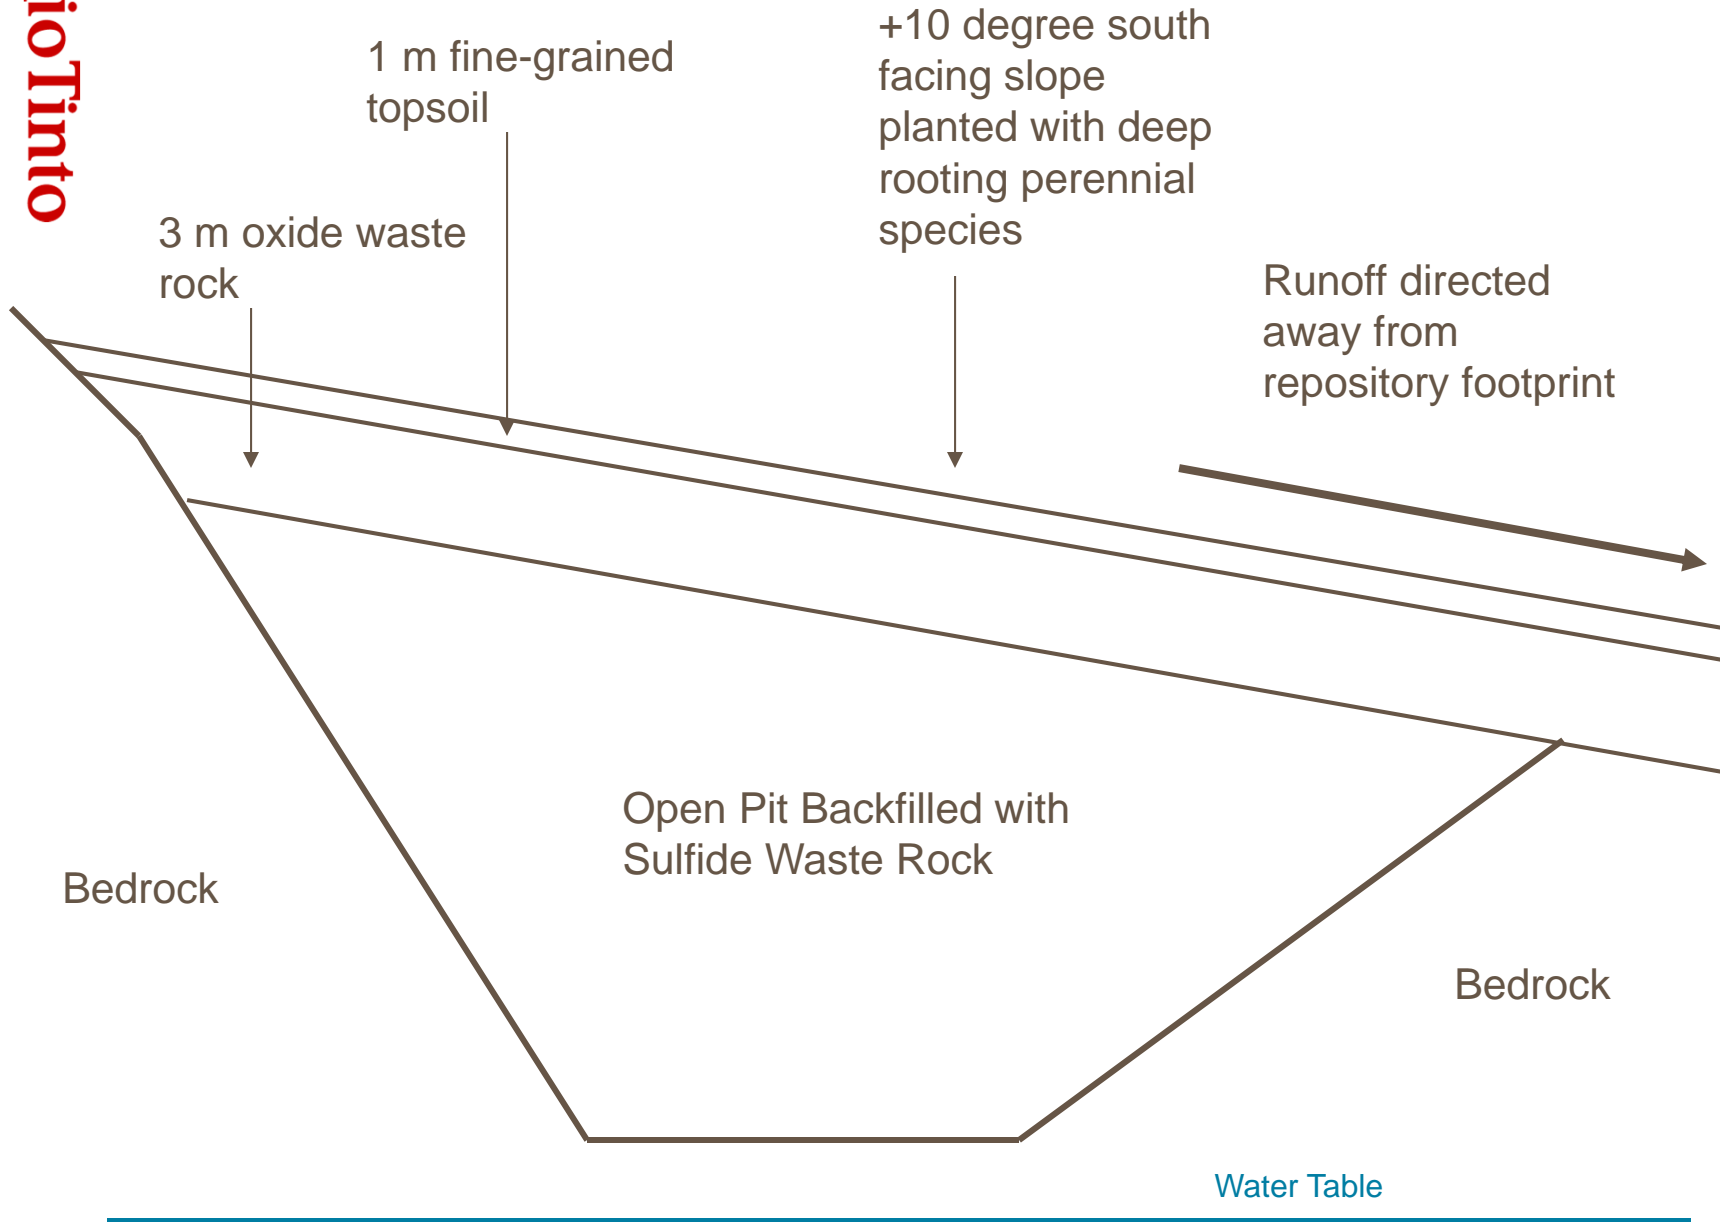 1 m fine-grained
topsoil
+10 degree south
facing slope
planted with deep
rooting perennial
species
3 m oxide waste
rock
Runoff directed
away from
repository footprint
Open Pit Backfilled with
Sulfide Waste Rock
Bedrock
Bedrock
Water Table
Tinto